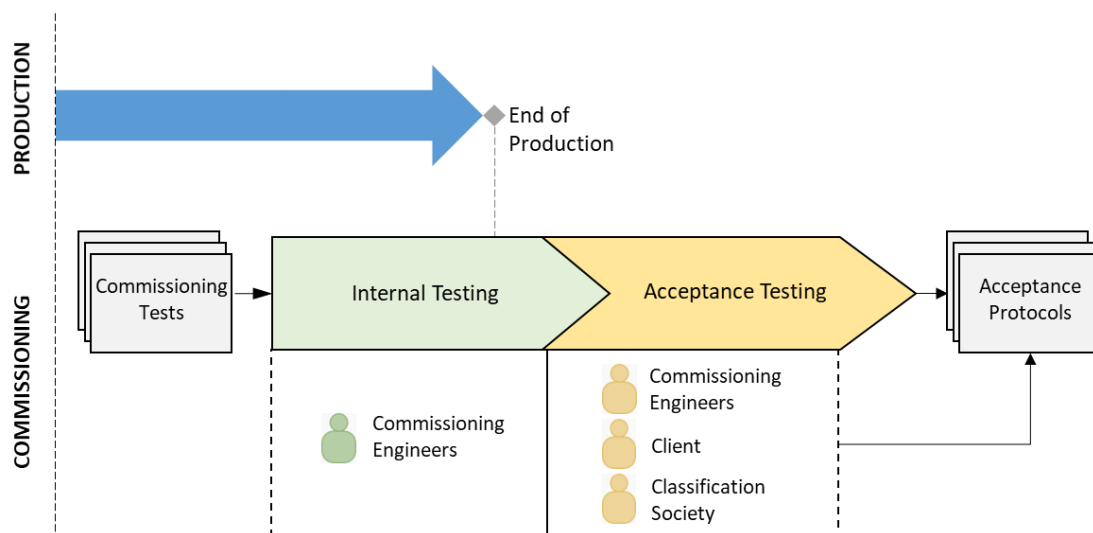 PRODUCTION
End of
Production
COMMISSIONING
Commissioning
Tests
Internal Testing
Acceptance Testing
Acceptance
Protocols
Commissioning
Engineers
Commissioning
Engineers
Client
Classification
Society